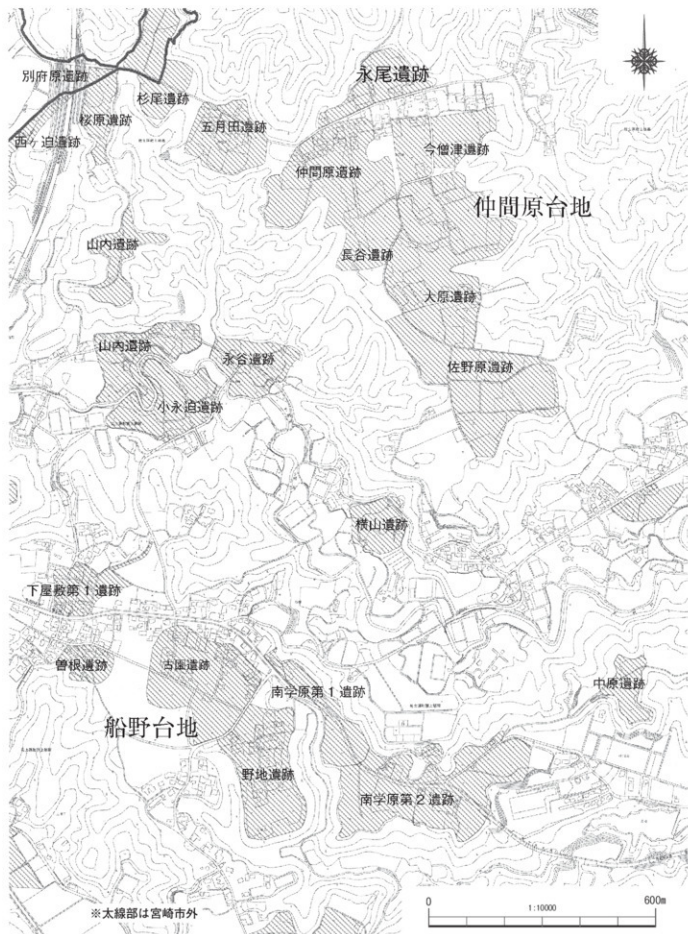 別府原遺跡
杉尾遺跡
桜原遺跡
西ヶ迫遺跡
五月田遺跡
永尾遺跡
今僧津遺跡
仲間原遺跡
仲間原台地
長谷遺跡
山内遺跡
大原遺跡
山内遺跡
永谷遺跡
佐野原遺跡
小永迫遺跡
横山遺跡
下屋敷第1遺跡
曽根遺跡
古園遺跡
南学原第1遺跡
中原遺跡
船野台地
野地遺跡
南学原第2遺跡
※太線部は宮崎市外
0
1:10000
600m